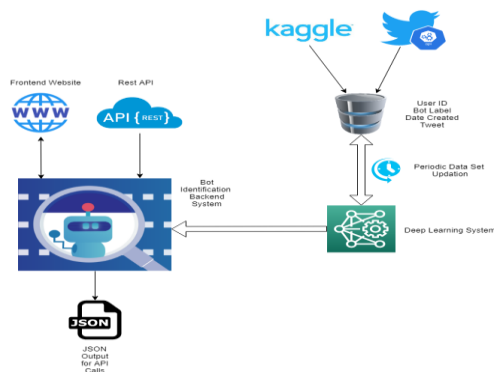 kaggle
Frontend Website
Rest API
WWW
API { REST }
User ID
Bot Label
Date Created
Tweet
Bot
Identification
Backend
System
Periodic Data Set
Updation
Deep Learning System
JSON
JSON
Output
for API
Calls